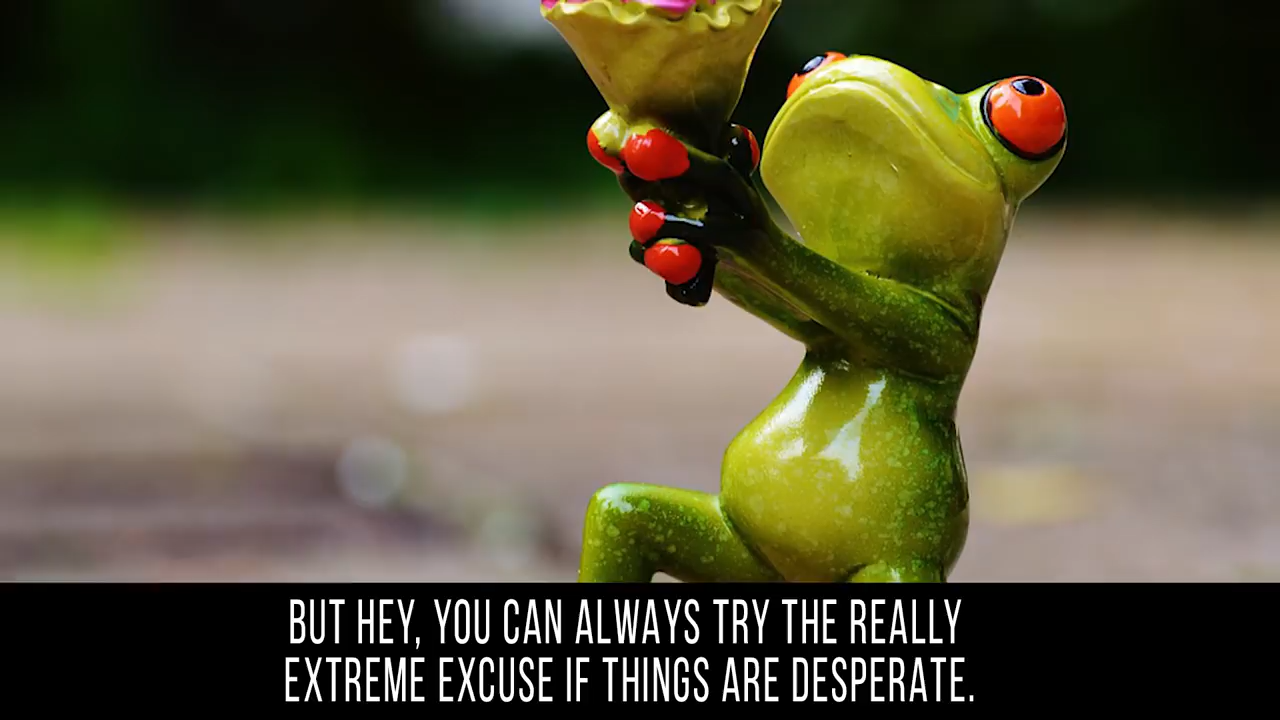 BUT HEY, YOU CAN ALWAYS TRY THE REALLY
EXTREME EXCUSE IF THINGS ARE DESPERATE.